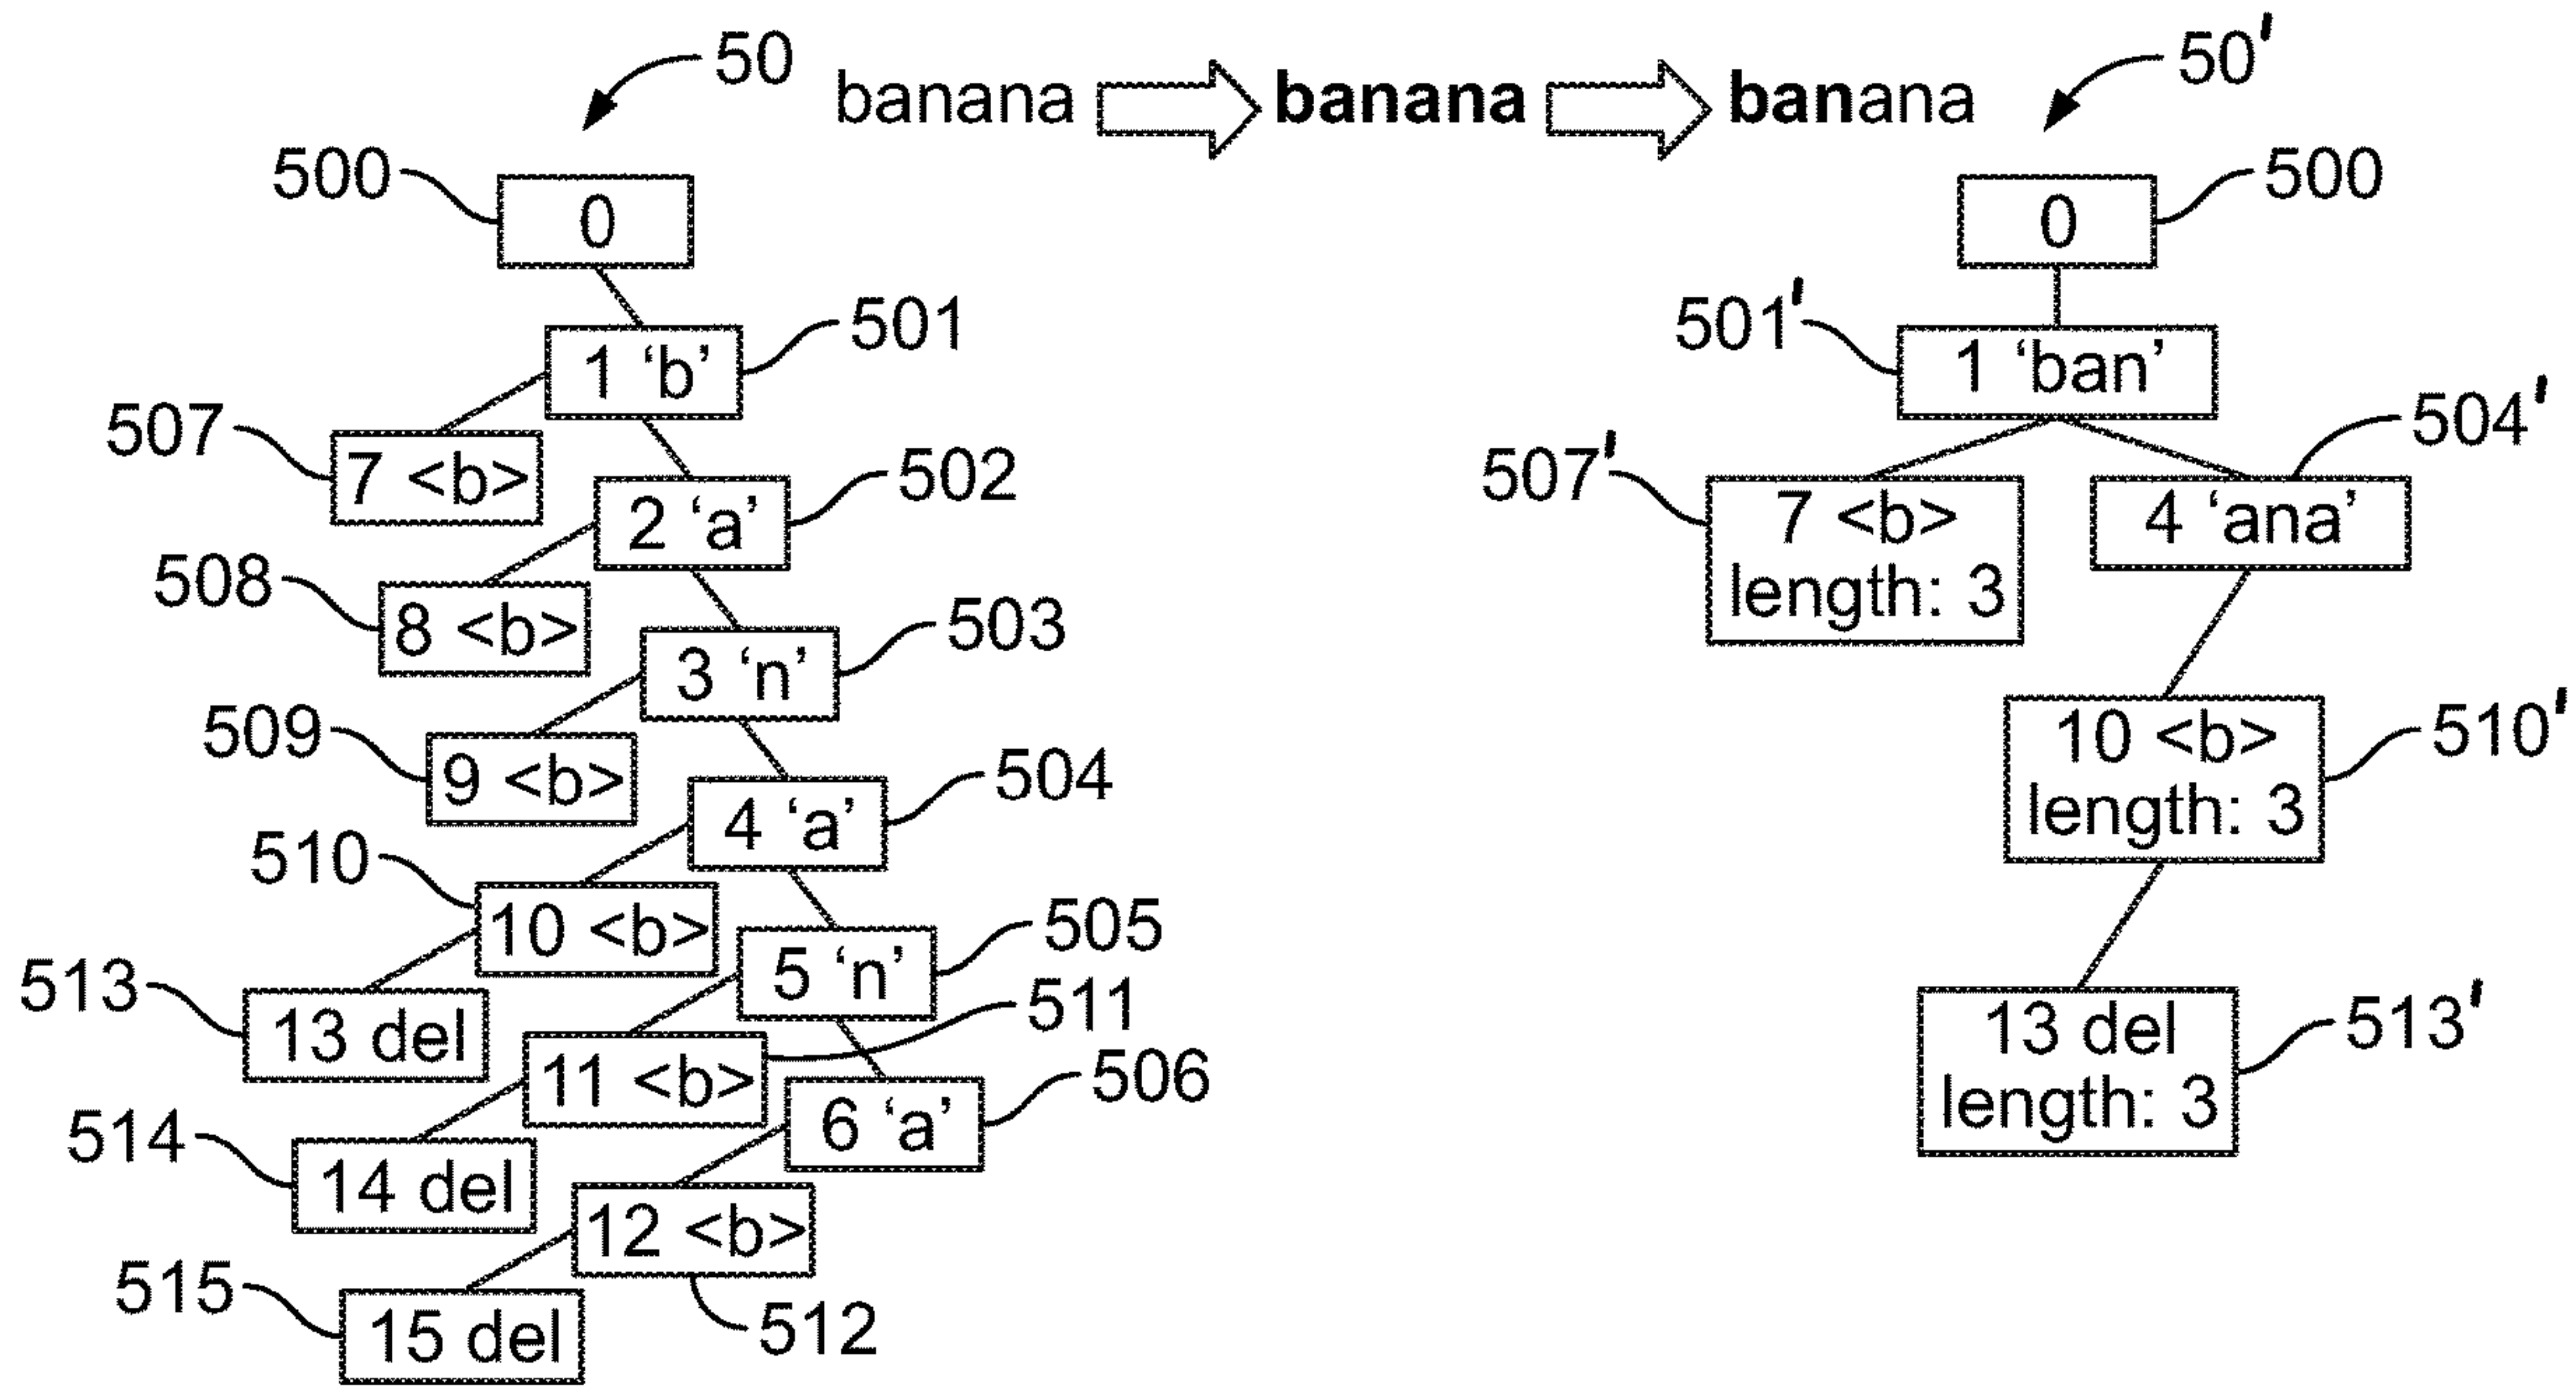 50
banana
banana
banana
50'
500
0
0
500
501
1 'b'
501'
1 'ban'
504'
507
7 <b>
502
2 'a'
507'
7 <b>
length: 3
4 'ana'
508
8 <b>
503
3 'n'
509
9 <b>
504
4 'a'
10 <b>
length: 3
510'
510
10 <b>
505
5 'n'
513
13 del
511
11 <b>
506
6 'a'
13 del
length: 3
513'
514
14 del
12 <b>
512
515
15 del